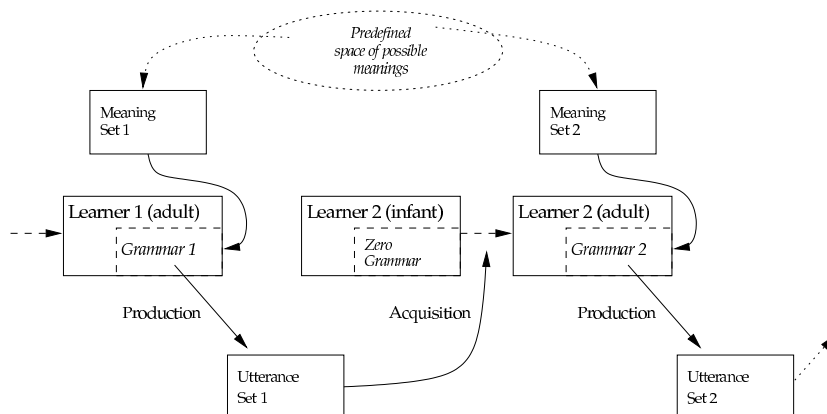 Predefined
space of possible
meanings
Meaning
Set 1
Meaning
Set 2
Learner 1 (adult)
Grammar 1
Learner 2 (infant)
Zero
Grammar
Learner 2 (adult)
Grammar 2
Production
Acquisition
Production
Utterance
Set 1
Utterance
Set 2